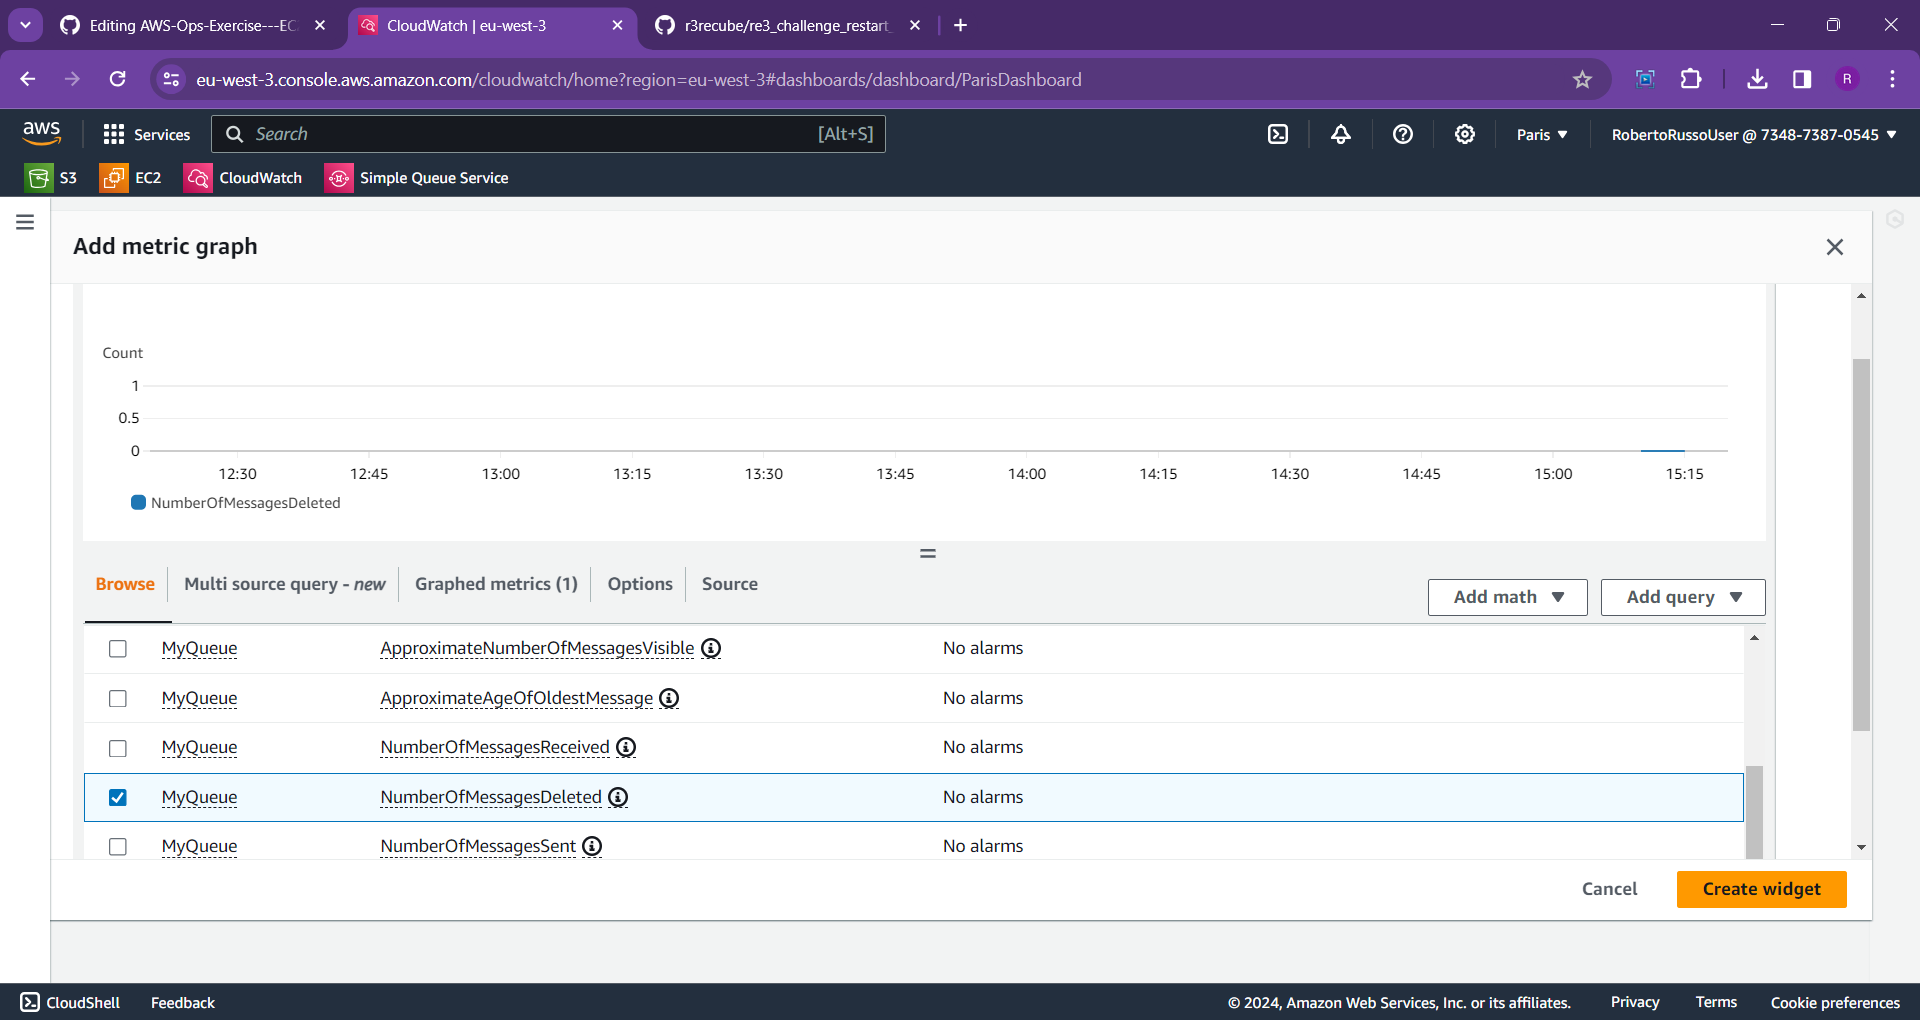 Editing AWS-Ops-Exercise---EC
CloudWatch | eu-west-3
r3recube/re3_challenge_restart_
eu-west-3.console.aws.amazon.com/cloudwatch/home?region=eu-west-3#dashboards/dashboard/ParisDashboard
R
aws
Services
Search
[Alt+S]
Paris
RobertoRussoUser @ 7348-7387-0545
S3
EC2
CloudWatch
Simple Queue Service
Add metric graph
Count
1
0.5
0
12:30 12:45 13:00 13:15 13:30 13:45 14:00 14:15 14:30 14:45 15:00 15:15
NumberOfMessagesDeleted
Browse
Multi source query - new
Graphed metrics (1)
Options
Source
Add math
Add query
MyQueue ApproximateNumberOfMessagesVisible No alarms
MyQueue ApproximateAgeOfOldestMessage No alarms
MyQueue NumberOfMessagesReceived No alarms
MyQueue NumberOfMessagesDeleted No alarms
MyQueue NumberOfMessagesSent No alarms
Cancel
Create widget
CloudShell
Feedback
© 2024, Amazon Web Services, Inc. or its affiliates.
Privacy
Terms
Cookie preferences